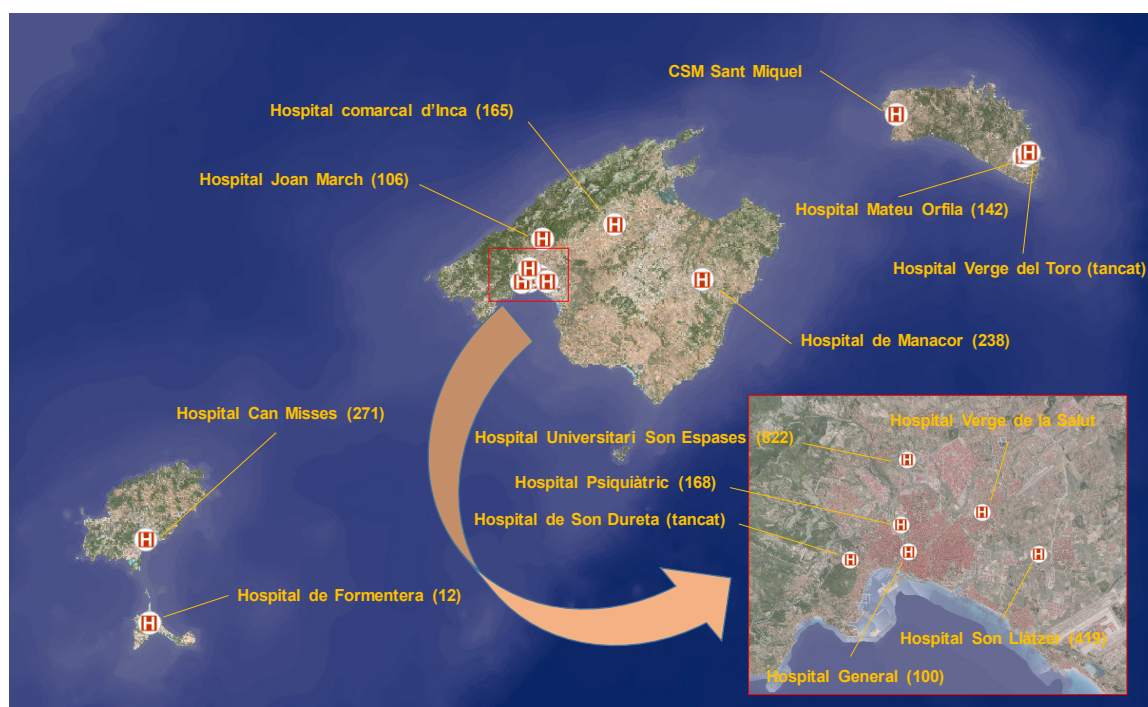 CSM Sant Miquel
Hospital comarcal d'Inca (165)
Hospital Joan March (106)
Hospital Mateu Orfila (142)
Hospital Verge del Toro (tancat)
Hospital de Manacor (238)
Hospital Can Misses (271)
Hospital Verge de la Salut
Hospital Universitari Son Espases (822)
Hospital Psiquiàtric (168)
Hospital de Son Dureta (tancat)
Hospital de Formentera (12)
Hospital Son Llàtzer (419)
Hospital General (100)